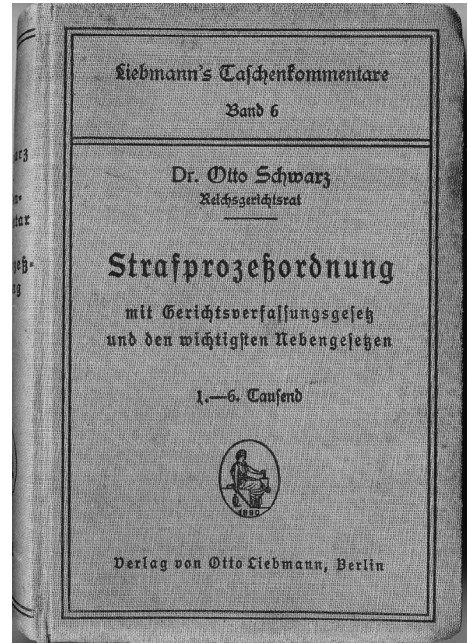 Liebmann's Taschenkommentare
Band 6
Dr. Otto Schwarz
Reichsgerichtsrat
Strafprozeßordnung
mit Gerichtsverfassungsgesetz
und den wichtigsten Nebengesetzen
1.—6. Tausend
1890
Verlag von Otto Liebmann, Berlin